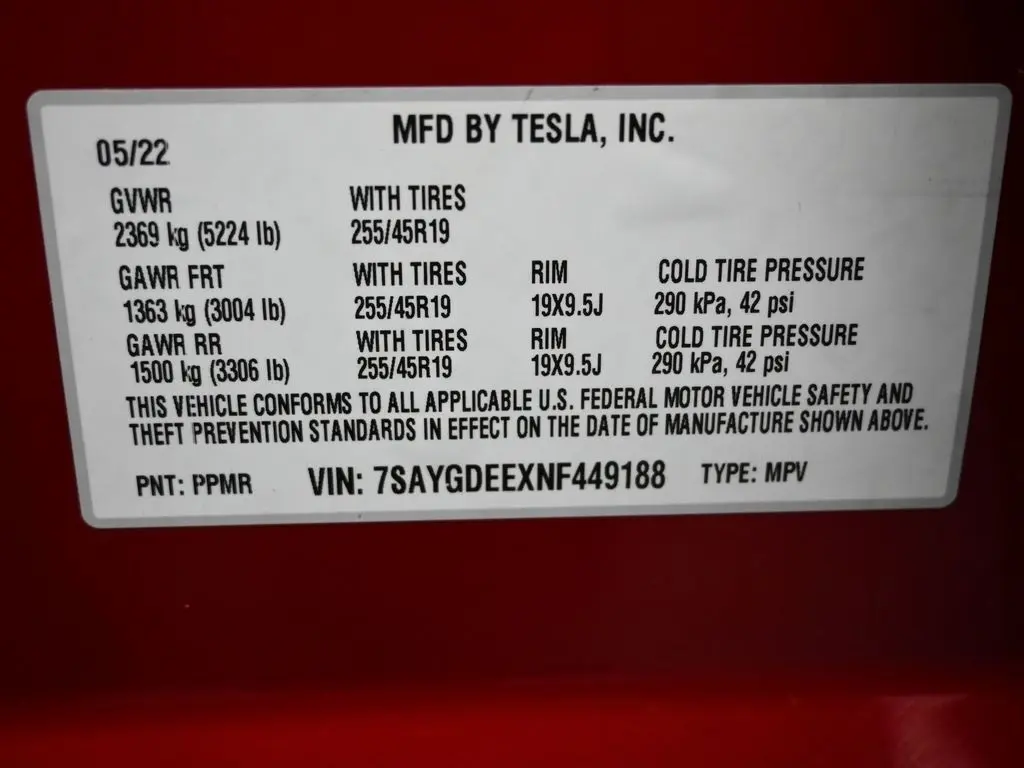 MFD BY TESLA, INC.
05/22
GVWR WITH TIRES
2369 kg (5224 lb) 255/45R19
GAWR FRT WITH TIRES RIM COLD TIRE PRESSURE
1363 kg (3004 lb) 255/45R19 19X9.5J 290 kPa, 42 psi
GAWR RR WITH TIRES RIM COLD TIRE PRESSURE
1500 kg (3306 lb) 255/45R19 19X9.5J 290 kPa, 42 psi
THIS VEHICLE CONFORMS TO ALL APPLICABLE U.S. FEDERAL MOTOR VEHICLE SAFETY AND
THEFT PREVENTION STANDARDS IN EFFECT ON THE DATE OF MANUFACTURE SHOWN ABOVE.
PNT: PPMR VIN: 7SAYGDEEXNF449188 TYPE: MPV